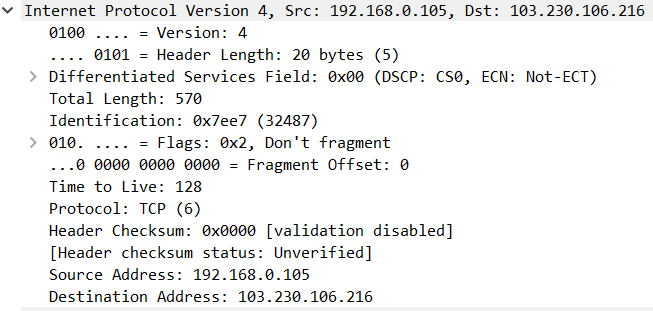 Internet Protocol Version 4, Src: 192.168.0.105, Dst: 103.230.106.216
0100 .... = Version: 4
.... 0101 = Header Length: 20 bytes (5)
Differentiated Services Field: 0x00 (DSCP: CS0, ECN: Not-ECT)
Total Length: 570
Identification: 0x7ee7 (32487)
010. .... = Flags: 0x2, Don't fragment
...0 0000 0000 0000 = Fragment Offset: 0
Time to Live: 128
Protocol: TCP (6)
Header Checksum: 0x0000 [validation disabled]
[Header checksum status: Unverified]
Source Address: 192.168.0.105
Destination Address: 103.230.106.216